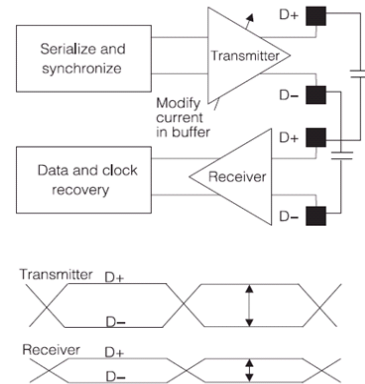 Serialize and
synchronize
Transmitter
D+
D−
Modify
current
in buffer
Data and clock
recovery
Receiver
D+
D−
Transmitter
D+
D−
Receiver
D+
D−